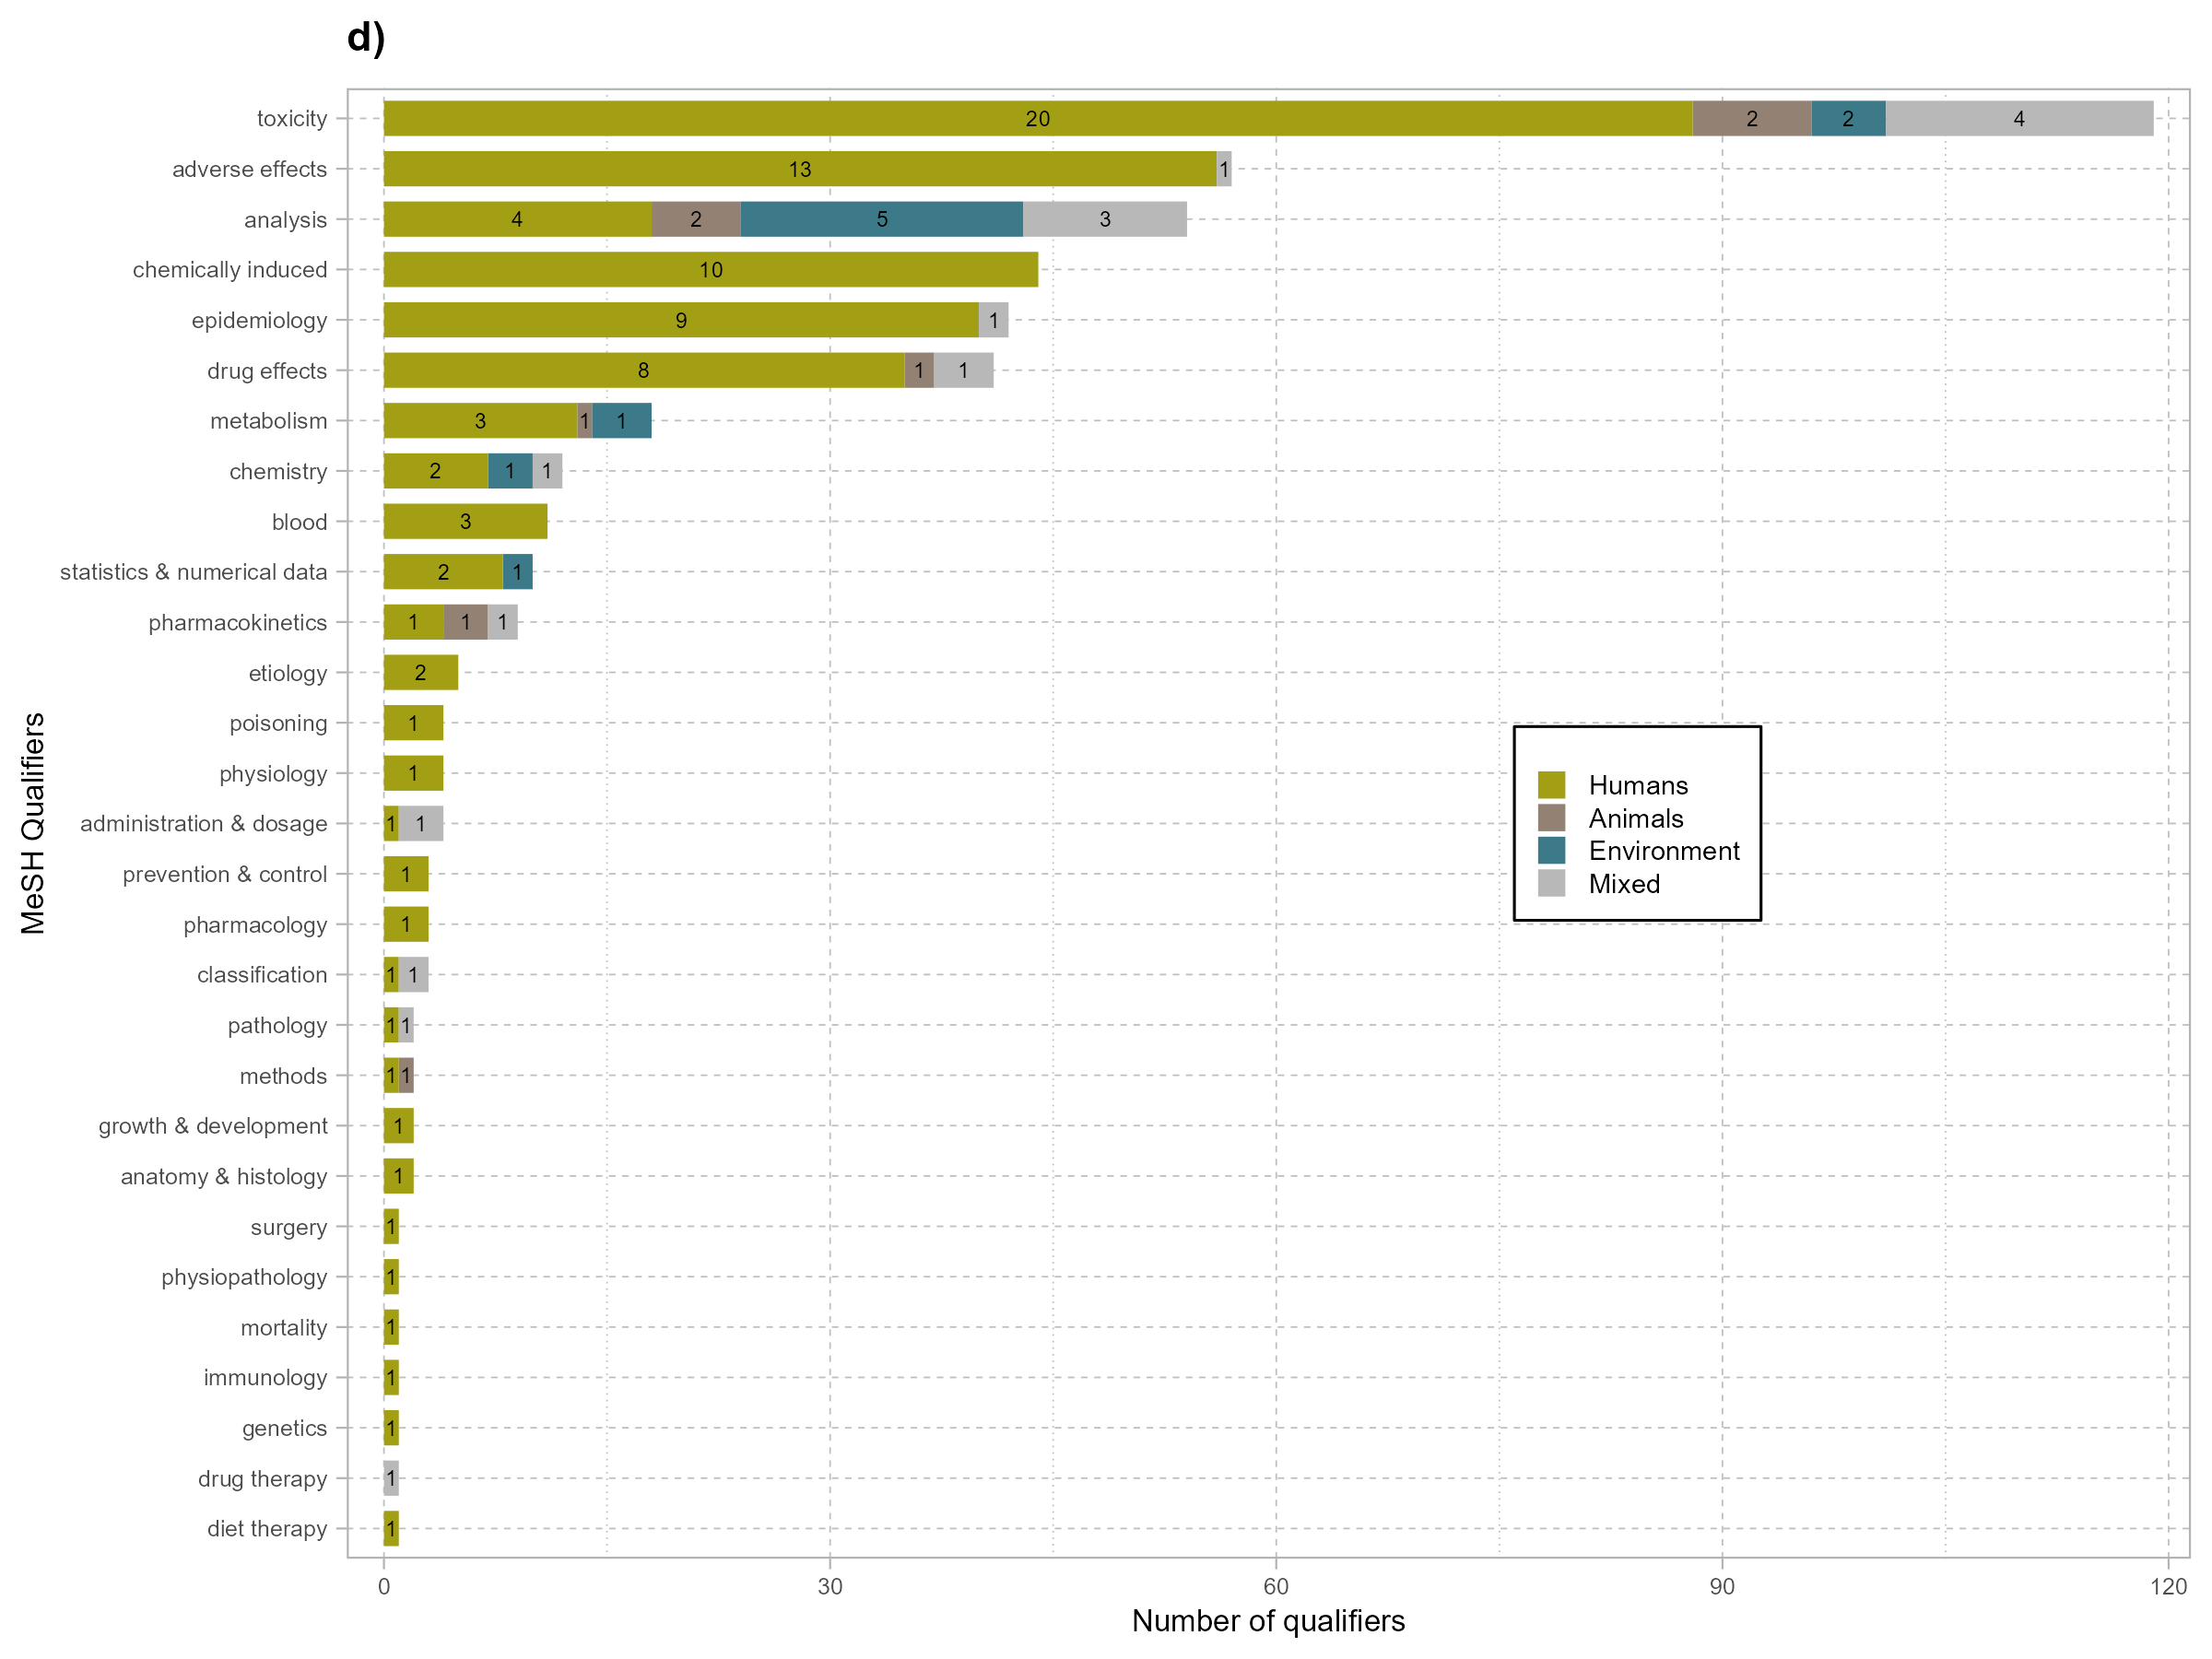 d)
toxicity 20 2 2 4
adverse effects 13 1
analysis 4 2 5 3
chemically induced 10
epidemiology 9 1
drug effects 8 1 1
metabolism 3 1 1
chemistry 2 1 1
blood 3
statistics & numerical data 2 1
pharmacokinetics 1 1 1
etiology 2
poisoning 1
physiology 1
administration & dosage 1 1
prevention & control 1
pharmacology 1
classification 1 1
pathology 1 1
methods 1 1
growth & development 1
anatomy & histology 1
surgery 1
physiopathology 1
mortality 1
immunology 1
genetics 1
drug therapy 1
diet therapy 1
MeSH Qualifiers
Humans
Animals
Environment
Mixed
0 30 60 90 120
Number of qualifiers